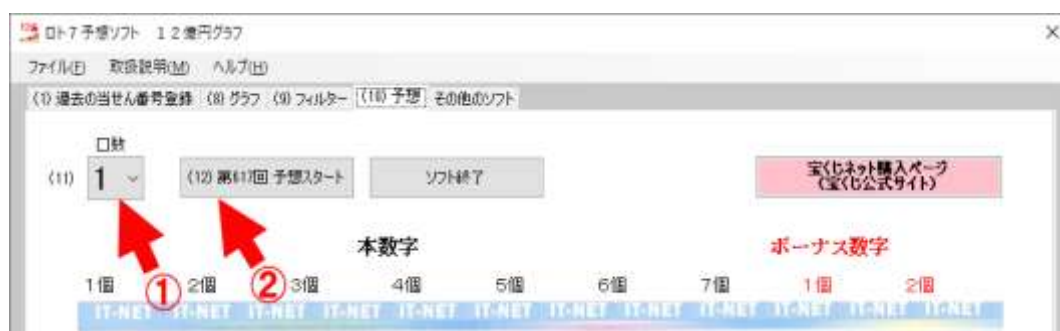 ロト7予想ソフト　12億円グラフ
ファイル(F)　取扱説明(M)　ヘルプ(H)
(1) 過去の当せん番号登録　(8) グラフ　(9) フィルター　(10) 予想　その他のソフト
口数
(11)　1　(12) 第617回 予想スタート　ソフト終了　宝くじネット購入ページ
(宝くじ公式サイト)
本数字　ボーナス数字
1個　①　2個　②　3個　4個　5個　6個　7個　1個　2個
IT-NET　IT-NET　IT-NET　IT-NET　IT-NET　IT-NET　IT-NET　IT-NET　IT-NET　IT-NET　IT-NET